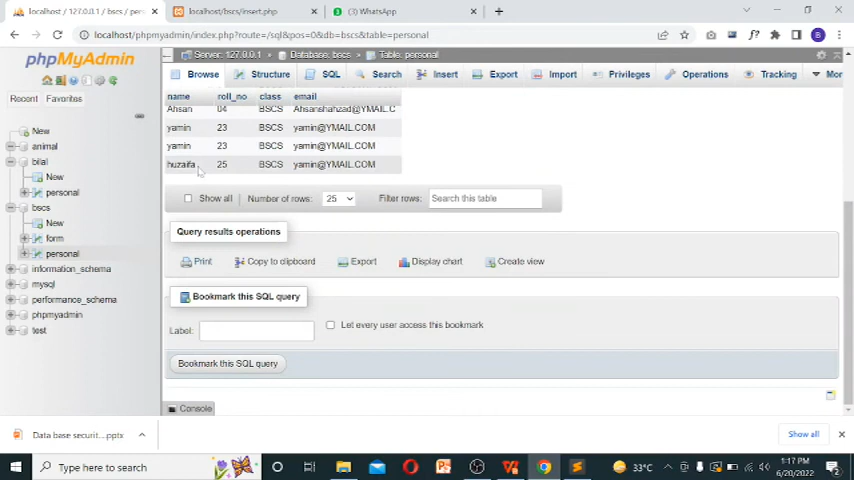 localhost / 127.0.0.1 / bscs / pers
localhost/bscs/insert.php
(3) WhatsApp
localhost/phpmyadmin/index.php?route=/sql&pos=0&db=bscs&table=personal
B
phpMyAdmin
Recent Favorites
New
animal
bilal
New
personal
bscs
New
form
personal
information_schema
mysql
performance_schema
phpmyadmin
test
Server: 127.0.0.1 » Database: bscs » Table: personal
Browse Structure SQL Search Insert Export Import Privileges Operations Tracking Mor
name roll_no class email
Ahsan 04 BSCS Ahsanshahzad@YMAIL.C
yamin 23 BSCS yamin@YMAIL.COM
yamin 23 BSCS yamin@YMAIL.COM
huzaifa 25 BSCS yamin@YMAIL.COM
Show all Number of rows: 25 Filter rows: Search this table
Query results operations
Print Copy to clipboard Export Display chart Create view
Bookmark this SQL query
Label: Let every user access this bookmark
Bookmark this SQL query
Console
Data base securit....pptx
Show all
Type here to search
33°C
1:17 PM
6/20/2022